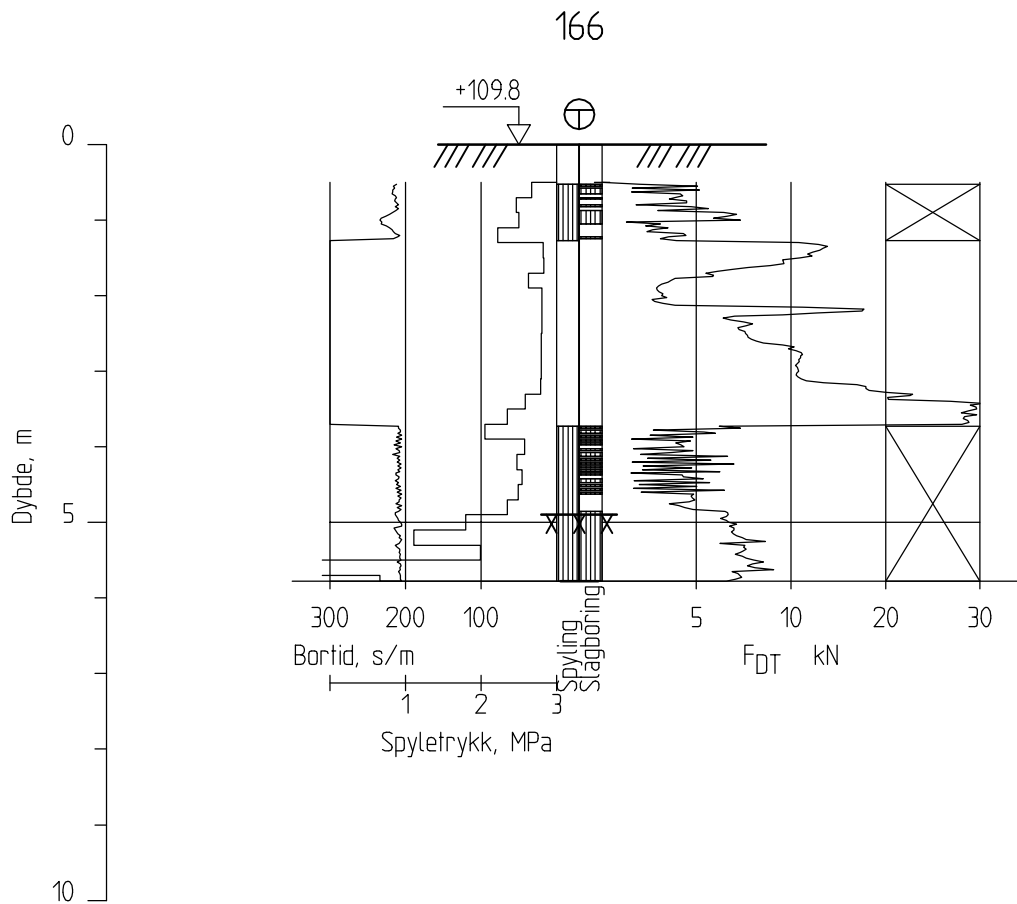 166
+109.8
0
Dybde, m
5
10
300 200 100
Spyling
Slagboring
5 10 20 30
Bortid, s/m
FDT kN
1 2 3
Spyletrykk, MPa